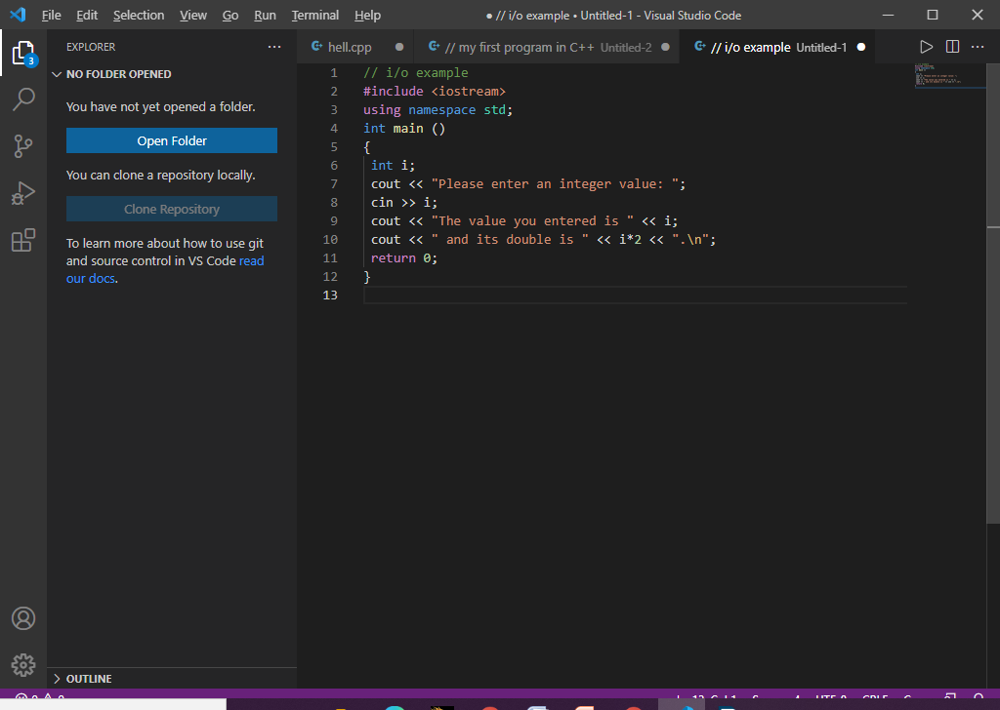 File Edit Selection View Go Run Terminal Help ● // i/o example • Untitled-1 - Visual Studio Code
EXPLORER ···
NO FOLDER OPENED
You have not yet opened a folder.
Open Folder
You can clone a repository locally.
Clone Repository
To learn more about how to use git
and source control in VS Code read
our docs.
OUTLINE
3
hell.cpp ● // my first program in C++ Untitled-2 ● // i/o example Untitled-1 ●
1 // i/o example
2 #include <iostream>
3 using namespace std;
4 int main ()
5 {
6 int i;
7 cout << "Please enter an integer value: ";
8 cin >> i;
9 cout << "The value you entered is " << i;
10 cout << " and its double is " << i*2 << ".\n";
11 return 0;
12 }
13